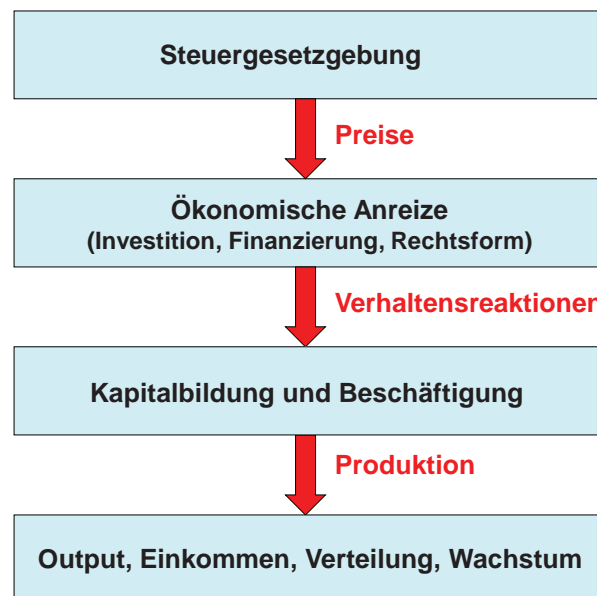 Steuergesetzgebung
Preise
Ökonomische Anreize
(Investition, Finanzierung, Rechtsform)
Verhaltensreaktionen
Kapitalbildung und Beschäftigung
Produktion
Output, Einkommen, Verteilung, Wachstum